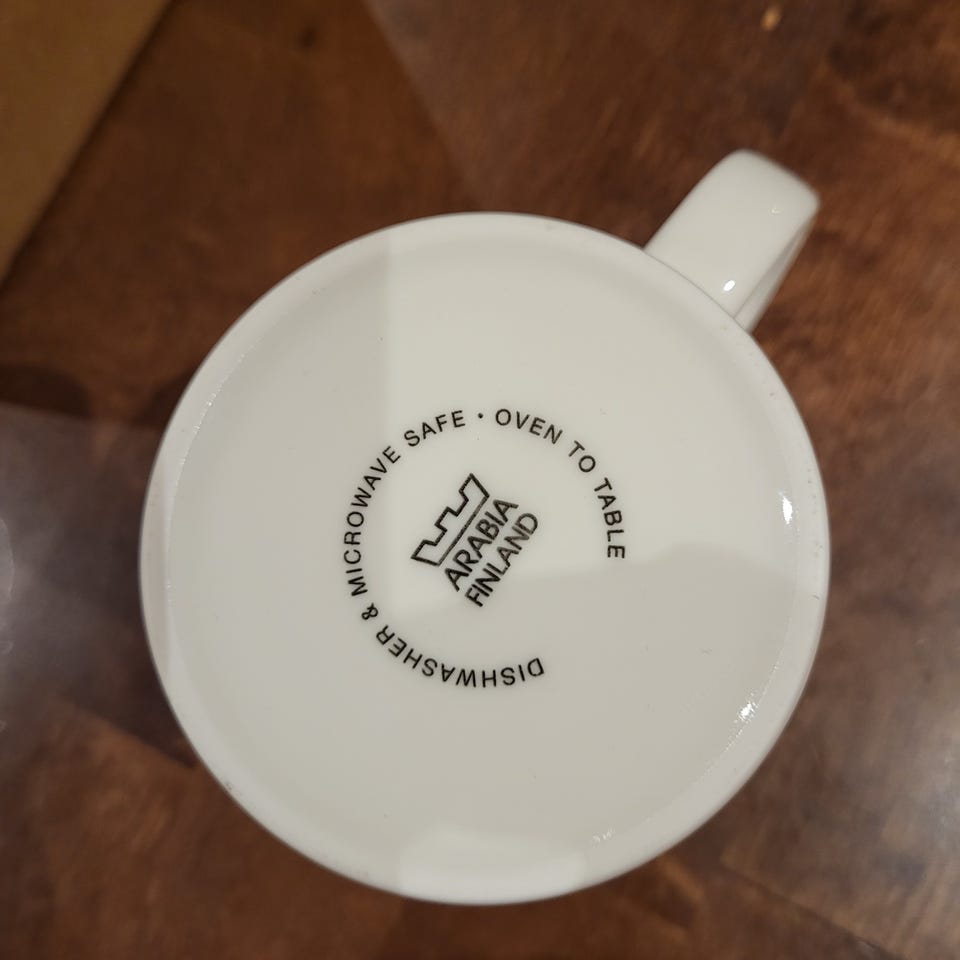 DISHWASHER & MICROWAVE SAFE · OVEN TO TABLE
ARABIA
FINLAND